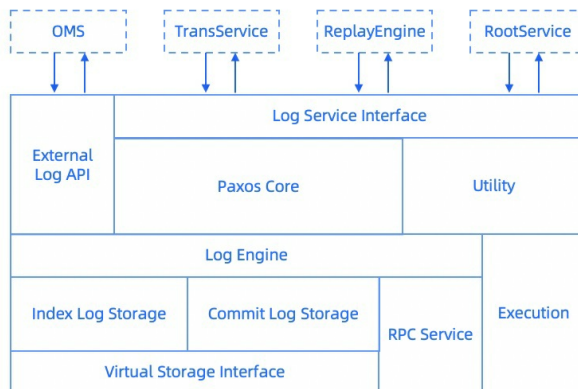 OMS
TransService
ReplayEngine
RootService
Log Service Interface
External
Log API
Paxos Core
Utility
Log Engine
Index Log Storage
Commit Log Storage
RPC Service
Execution
Virtual Storage Interface